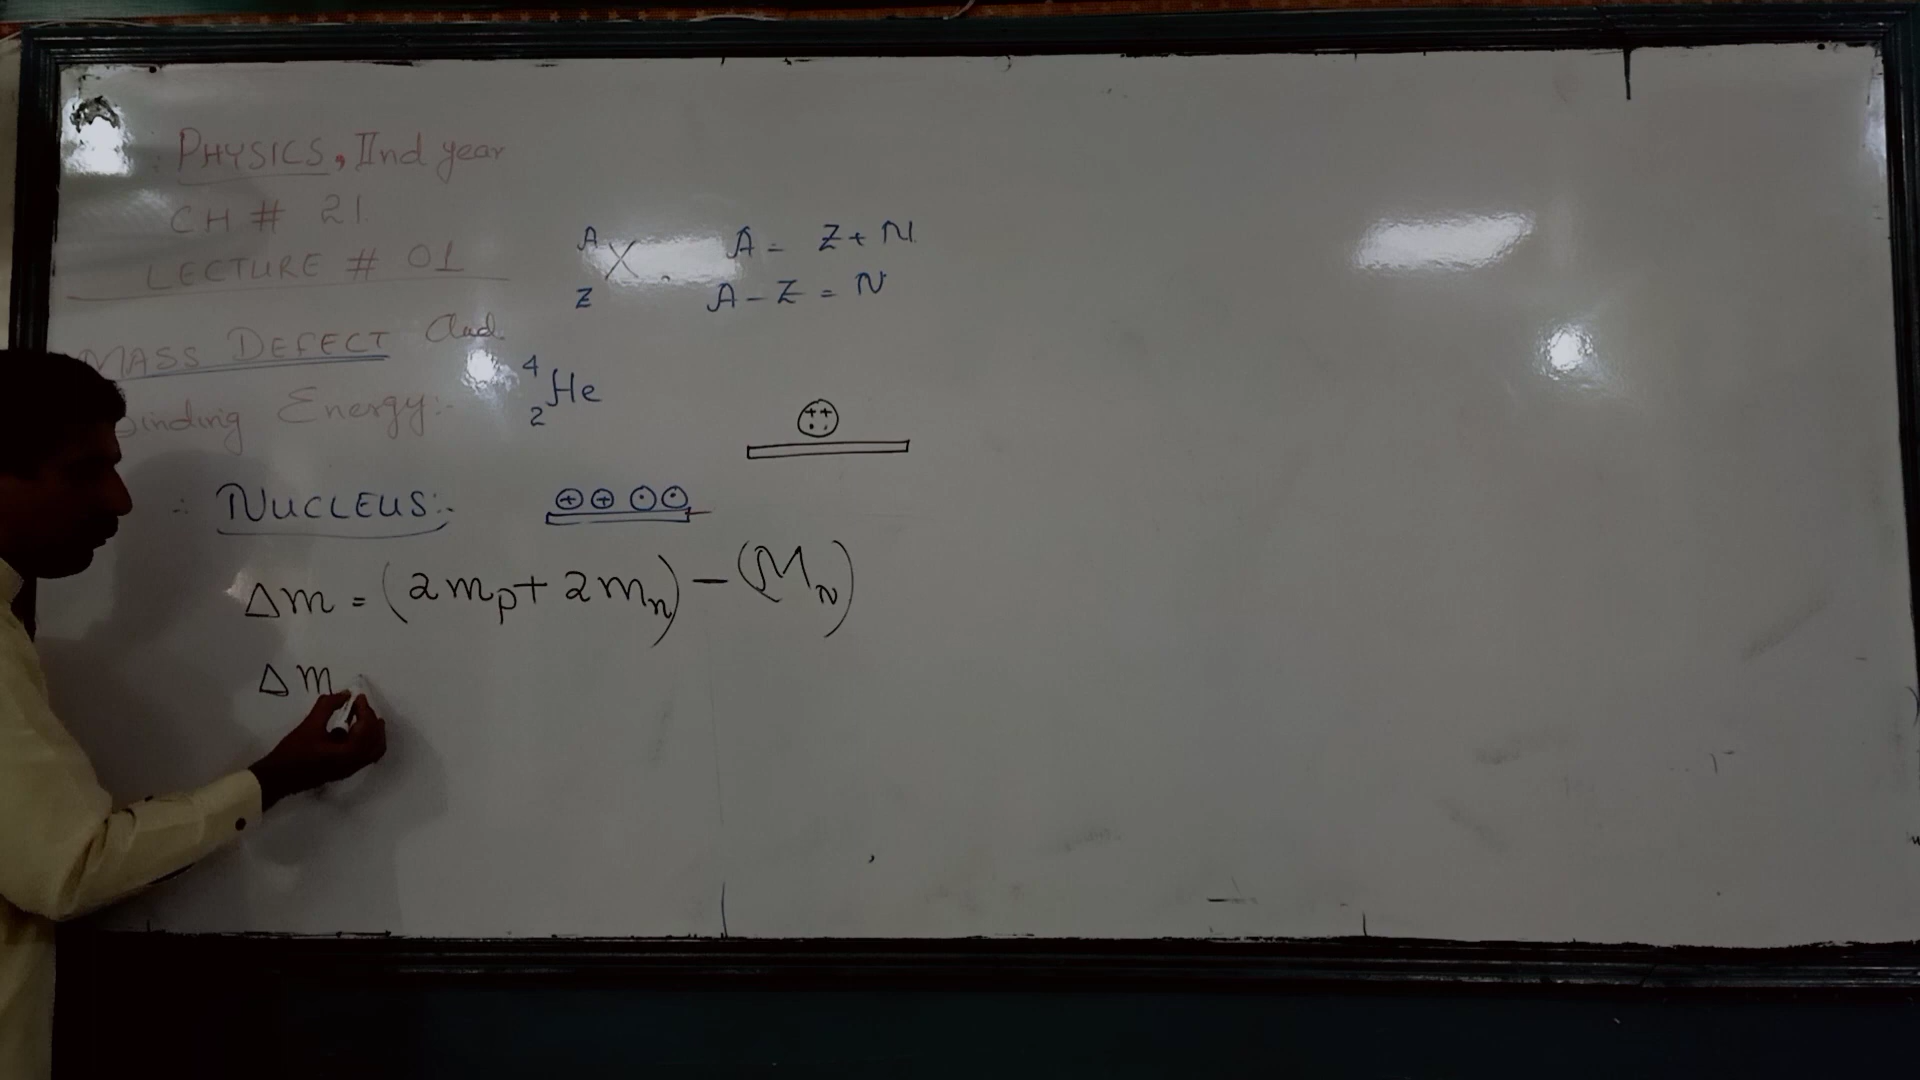 PHYSICS, IInd year
CH # 21.
LECTURE # 01
MASS DEFECT And
Binding Energy:-
A
Z X. A = Z + N.
A - Z = N
4
2 He
++
NUCLEUS:-
+ +
Δm = (2mp + 2mn) - (MN)
Δm